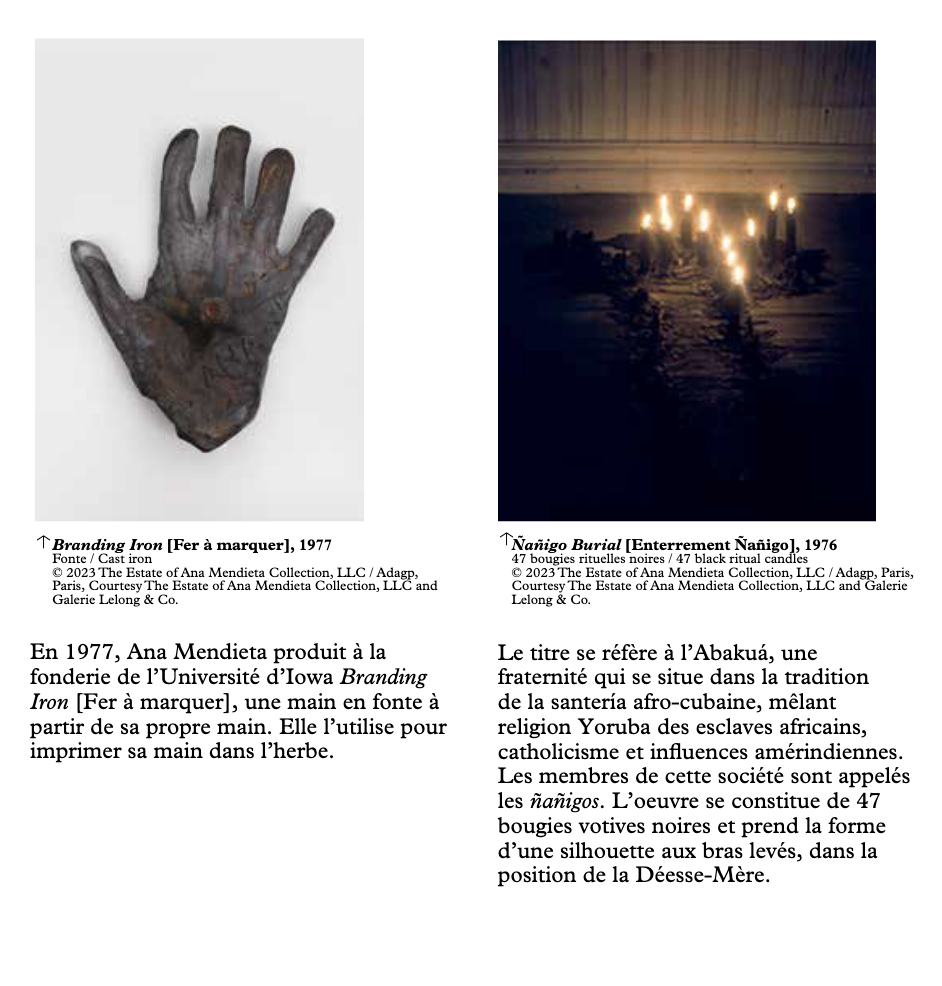 ↑ Branding Iron [Fer à marquer], 1977
Fonte / Cast iron
© 2023 The Estate of Ana Mendieta Collection, LLC / Adagp,
Paris, Courtesy The Estate of Ana Mendieta Collection, LLC and
Galerie Lelong & Co.
En 1977, Ana Mendieta produit à la
fonderie de l’Université d’Iowa Branding
Iron [Fer à marquer], une main en fonte à
partir de sa propre main. Elle l’utilise pour
imprimer sa main dans l’herbe.
↑ Ñañigo Burial [Enterrement Ñañigo], 1976
47 bougies rituelles noires / 47 black ritual candles
© 2023 The Estate of Ana Mendieta Collection, LLC / Adagp, Paris,
Courtesy The Estate of Ana Mendieta Collection, LLC and Galerie
Lelong & Co.
Le titre se réfère à l’Abakuá, une
fraternité qui se situe dans la tradition
de la santería afro-cubaine, mêlant
religion Yoruba des esclaves africains,
catholicisme et influences amérindiennes.
Les membres de cette société sont appelés
les ñañigos. L’oeuvre se constitue de 47
bougies votives noires et prend la forme
d’une silhouette aux bras levés, dans la
position de la Déesse-Mère.